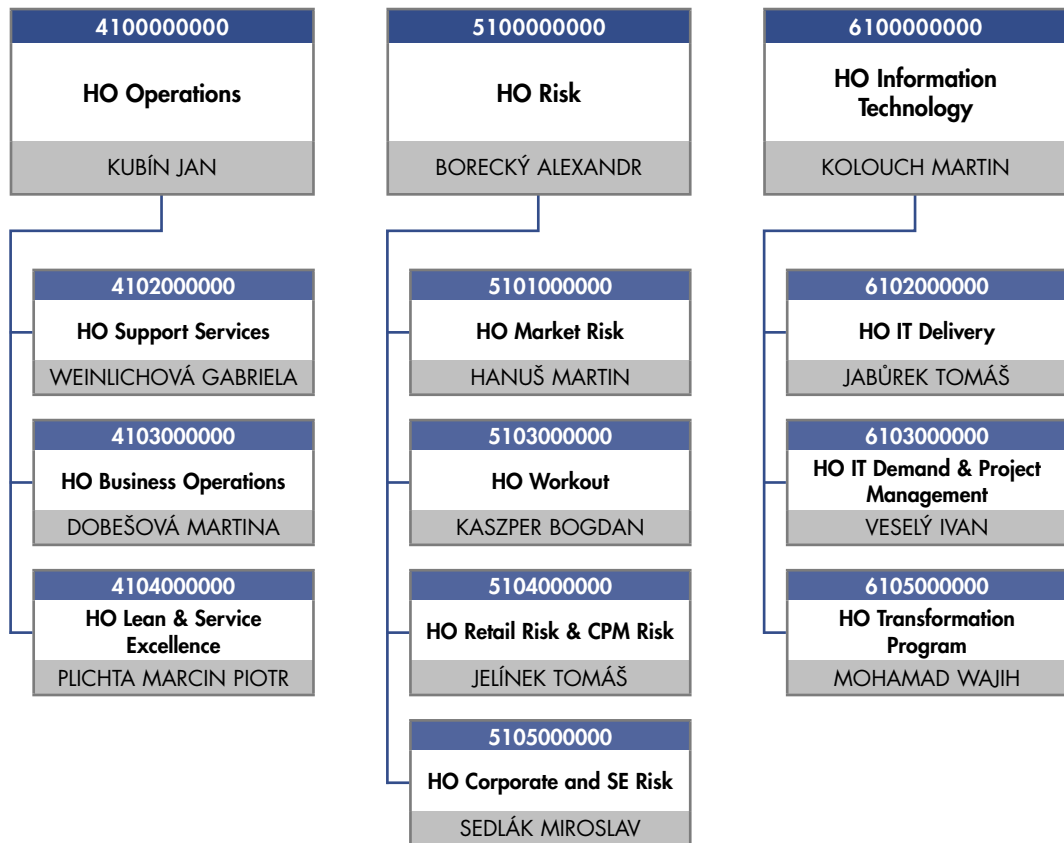 4100000000
HO Operations
KUBÍN JAN
4102000000
HO Support Services
WEINLICHOVÁ GABRIELA
4103000000
HO Business Operations
DOBEŠOVÁ MARTINA
4104000000
HO Lean & Service
Excellence
PLICHTA MARCIN PIOTR
5100000000
HO Risk
BORECKÝ ALEXANDR
5101000000
HO Market Risk
HANUŠ MARTIN
5103000000
HO Workout
KASZPER BOGDAN
5104000000
HO Retail Risk & CPM Risk
JELÍNEK TOMÁŠ
5105000000
HO Corporate and SE Risk
SEDLÁK MIROSLAV
6100000000
HO Information
Technology
KOLOUCH MARTIN
6102000000
HO IT Delivery
JABŮREK TOMÁŠ
6103000000
HO IT Demand & Project
Management
VESELÝ IVAN
6105000000
HO Transformation
Program
MOHAMAD WAJIH